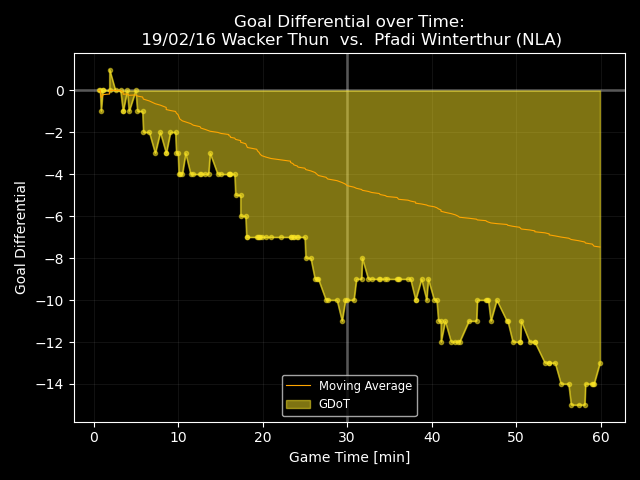 Goal Differential over Time:
19/02/16 Wacker Thun  vs.  Pfadi Winterthur (NLA)
Goal Differential
0
−2
−4
−6
−8
−10
−12
−14
Moving Average
GDoT
0 10 20 30 40 50 60
Game Time [min]